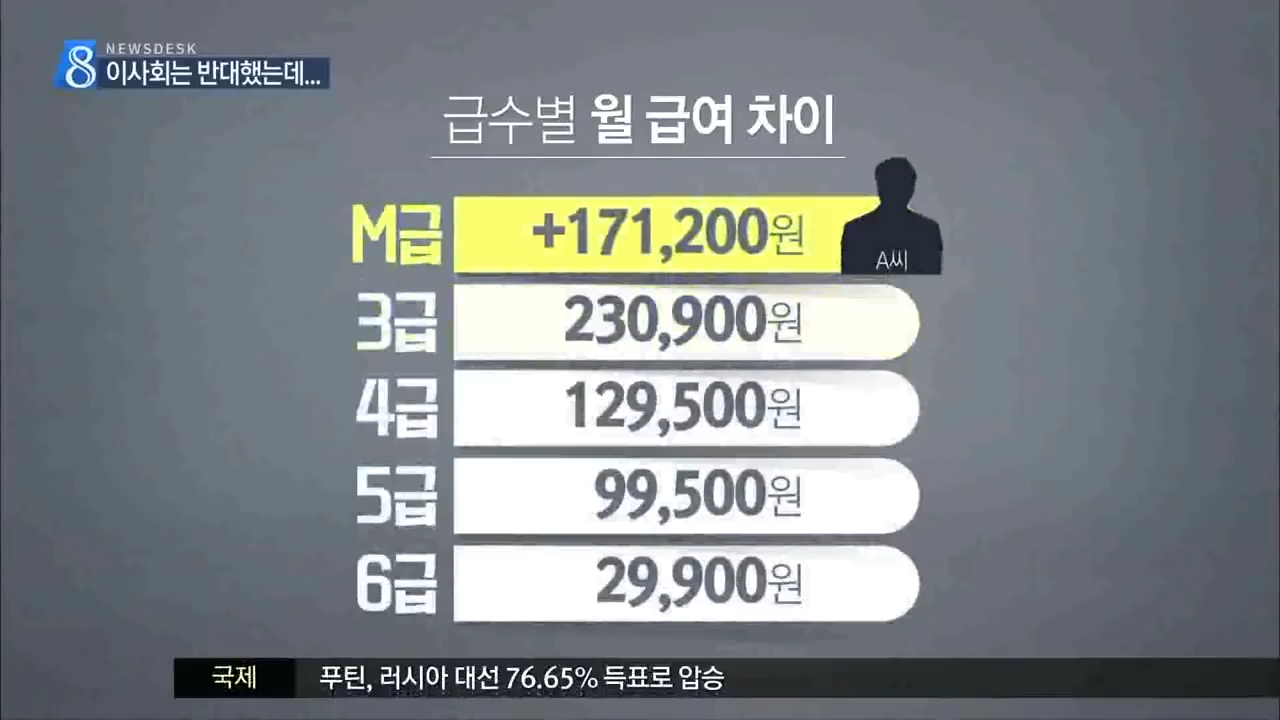 8 NEWSDESK
이사회는 반대했는데...
급수별 월 급여 차이
M급 +171,200원
A씨
3급 230,900원
4급 129,500원
5급 99,500원
6급 29,900원
국제 푸틴, 러시아 대선 76.65% 득표로 압승